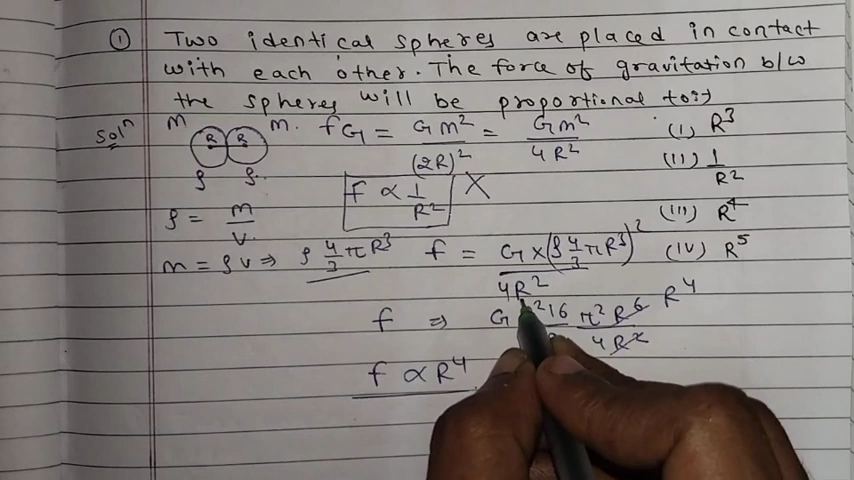 ① Two identical spheres are placed in contact
with each other. The force of gravitation b/w
the spheres will be proportional to:→
Solⁿ m R R m. fG = Gm²/(2R)² = Gm²/4R² (i) R³
ρ ρ. (ii) 1/R²
f ∝ 1/R² X
ρ = m/V (iii) R⁴
m = ρV ⇒ ρ 4/3 πR³ f = G×(ρ 4/3 πR³)²/4R² (iv) R⁵
f ⇒ G ²16 π² R⁶ / 4R² R⁴
f ∝ R⁴